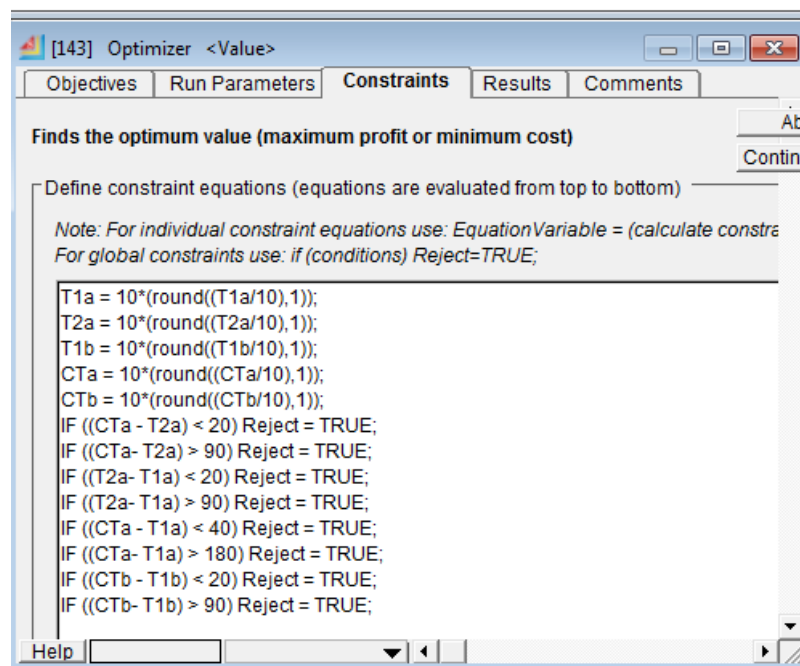 [143] Optimizer <Value>
Objectives Run Parameters Constraints Results Comments
Finds the optimum value (maximum profit or minimum cost)
Define constraint equations (equations are evaluated from top to bottom)
Note: For individual constraint equations use: EquationVariable = (calculate
For global constraints use: if (conditions) Reject=TRUE;
T1a = 10*(round((T1a/10),1));
T2a = 10*(round((T2a/10),1));
T1b = 10*(round((T1b/10),1));
CTa = 10*(round((CTa/10),1));
CTb = 10*(round((CTb/10),1));
IF ((CTa - T2a) < 20) Reject = TRUE;
IF ((CTa- T2a) > 90) Reject = TRUE;
IF ((T2a- T1a) < 20) Reject = TRUE;
IF ((T2a- T1a) > 90) Reject = TRUE;
IF ((CTa - T1a) < 40) Reject = TRUE;
IF ((CTa- T1a) > 180) Reject = TRUE;
IF ((CTb - T1b) < 20) Reject = TRUE;
IF ((CTb- T1b) > 90) Reject = TRUE;
Help